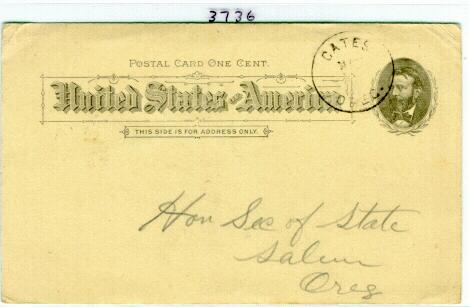 3736
POSTAL CARD ONE CENT.
United States of America
THIS SIDE IS FOR ADDRESS ONLY.
GATES
OREG.
Hon Sec of State
Salem
Oreg